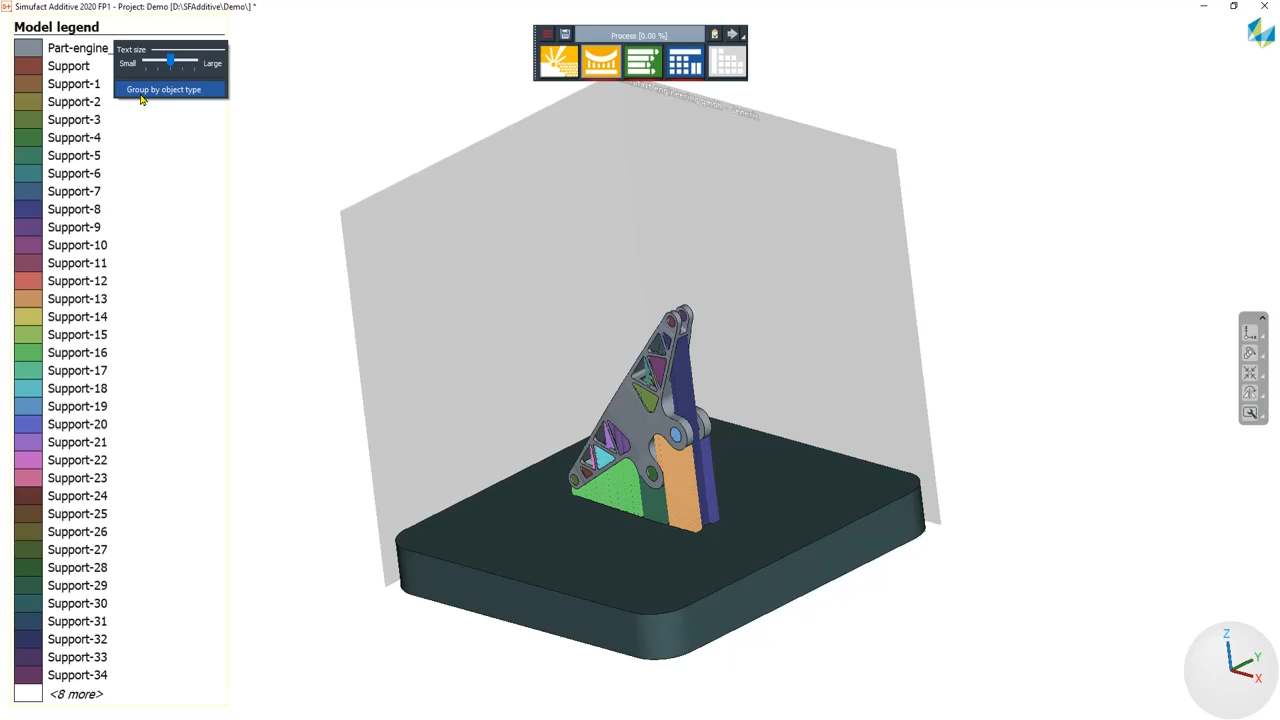 Simufact Additive 2020 FP1 - Project: Demo [D:\SFAdditive\Demo\] *
Model legend
Part-engine_
Text size
Small
Large
Group by object type
Support
Support-1
Support-2
Support-3
Support-4
Support-5
Support-6
Support-7
Support-8
Support-9
Support-10
Support-11
Support-12
Support-13
Support-14
Support-15
Support-16
Support-17
Support-18
Support-19
Support-20
Support-21
Support-22
Support-23
Support-24
Support-25
Support-26
Support-27
Support-28
Support-29
Support-30
Support-31
Support-32
Support-33
Support-34
<8 more>
Process [0.00 %]
Z
Y
X